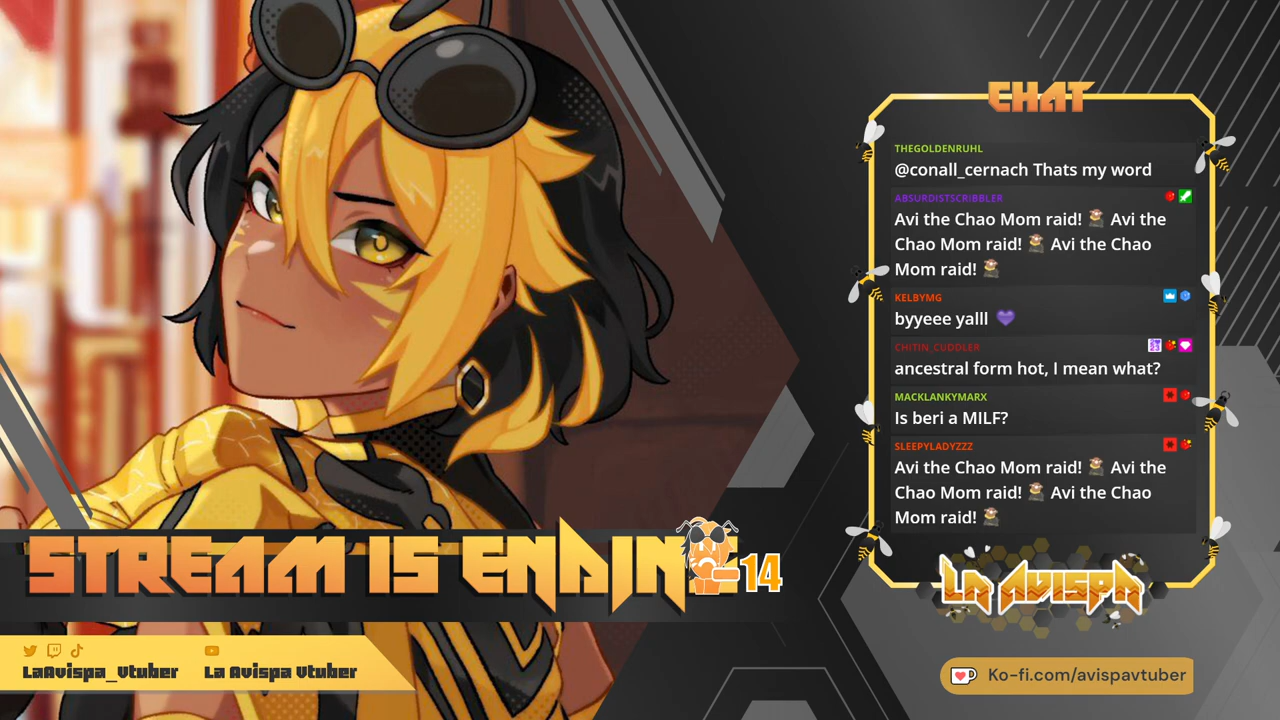 CHAT
THEGOLDENRUHL
@conall_cernach Thats my word
ABSURDISTSCRIBBLER
Avi the Chao Mom raid! Avi the
Chao Mom raid! Avi the Chao
Mom raid!
KELBYMG
byyeee yalll 💜
CHITIN_CUDDLER
ancestral form hot, I mean what?
MACKLANKYMARX
Is beri a MILF?
SLEEPYLADYZZZ
Avi the Chao Mom raid! Avi the
Chao Mom raid! Avi the Chao
Mom raid!
STREAM IS ENDING
14
LA AVISPA
LaAvispa_Vtuber
La Avispa Vtuber
Ko-fi.com/avispavtuber